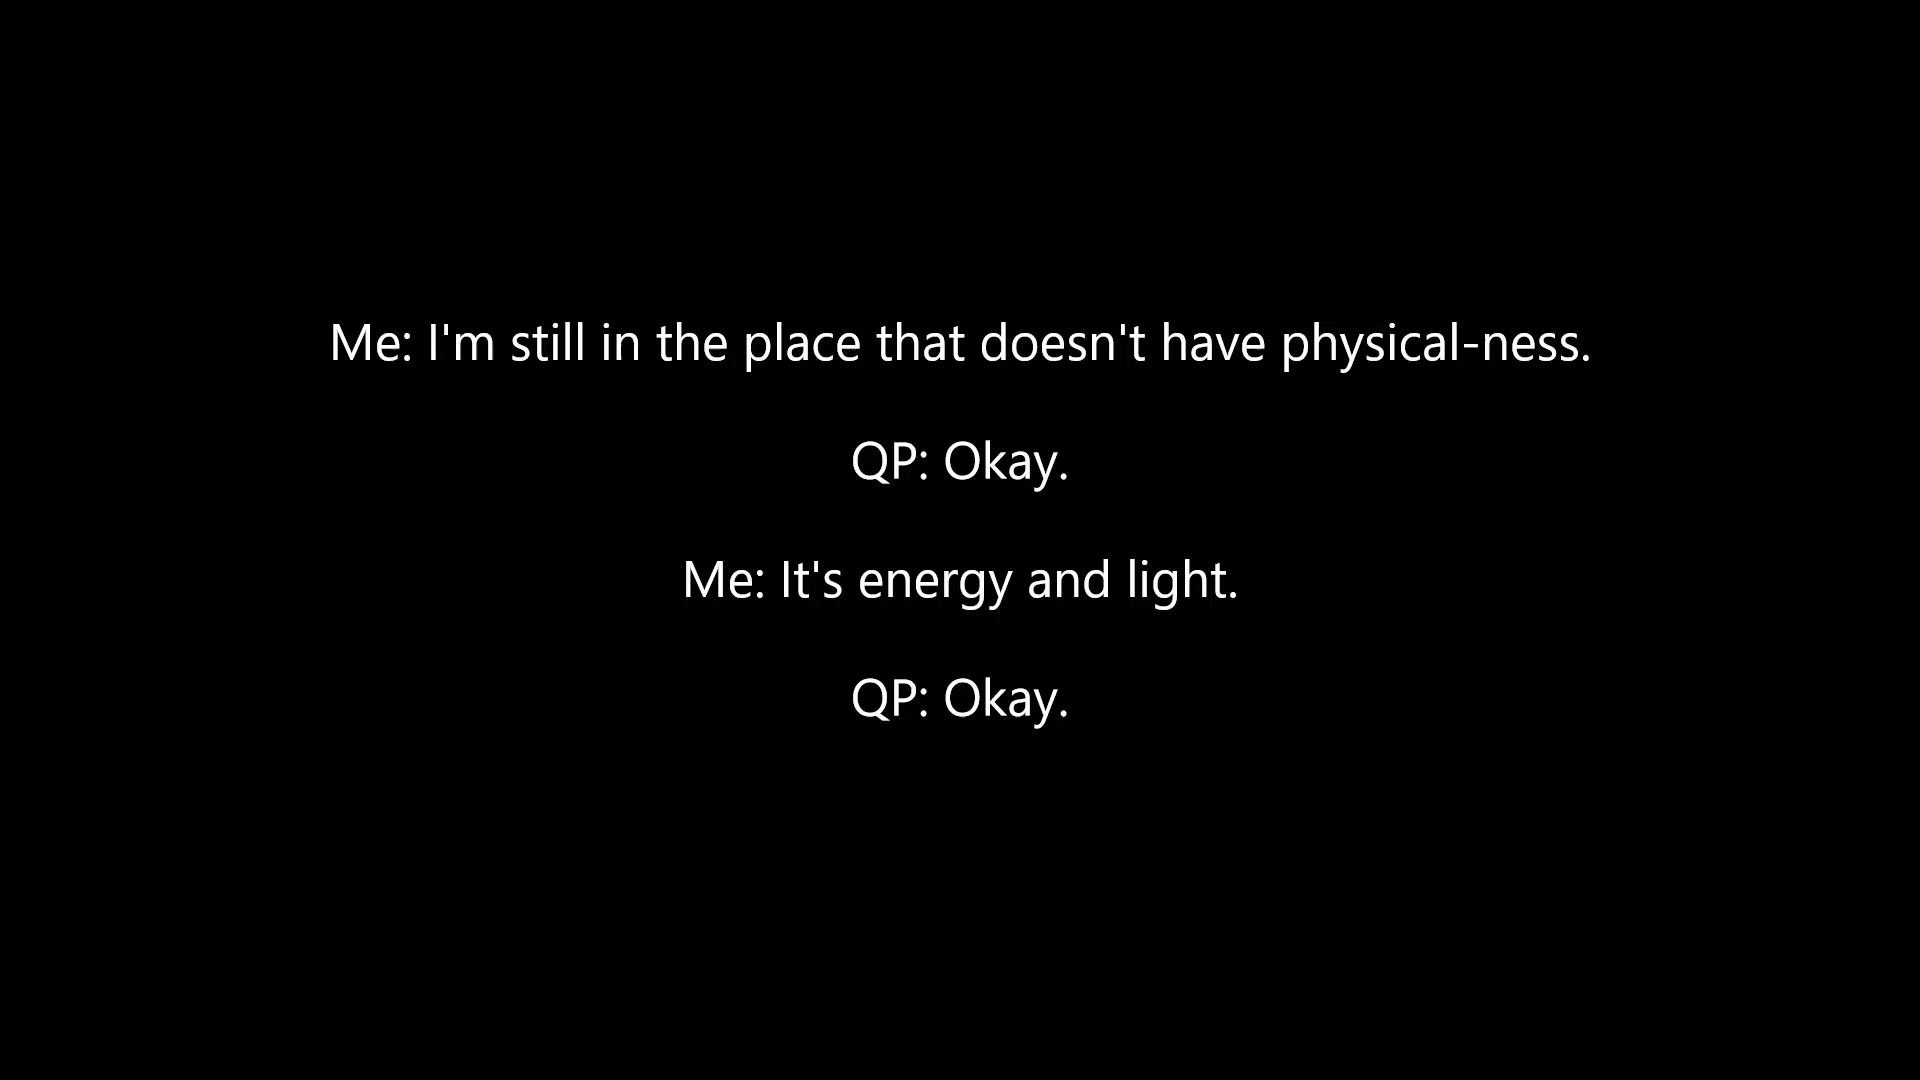 Me: I'm still in the place that doesn't have physical-ness.
QP: Okay.
Me: It's energy and light.
QP: Okay.